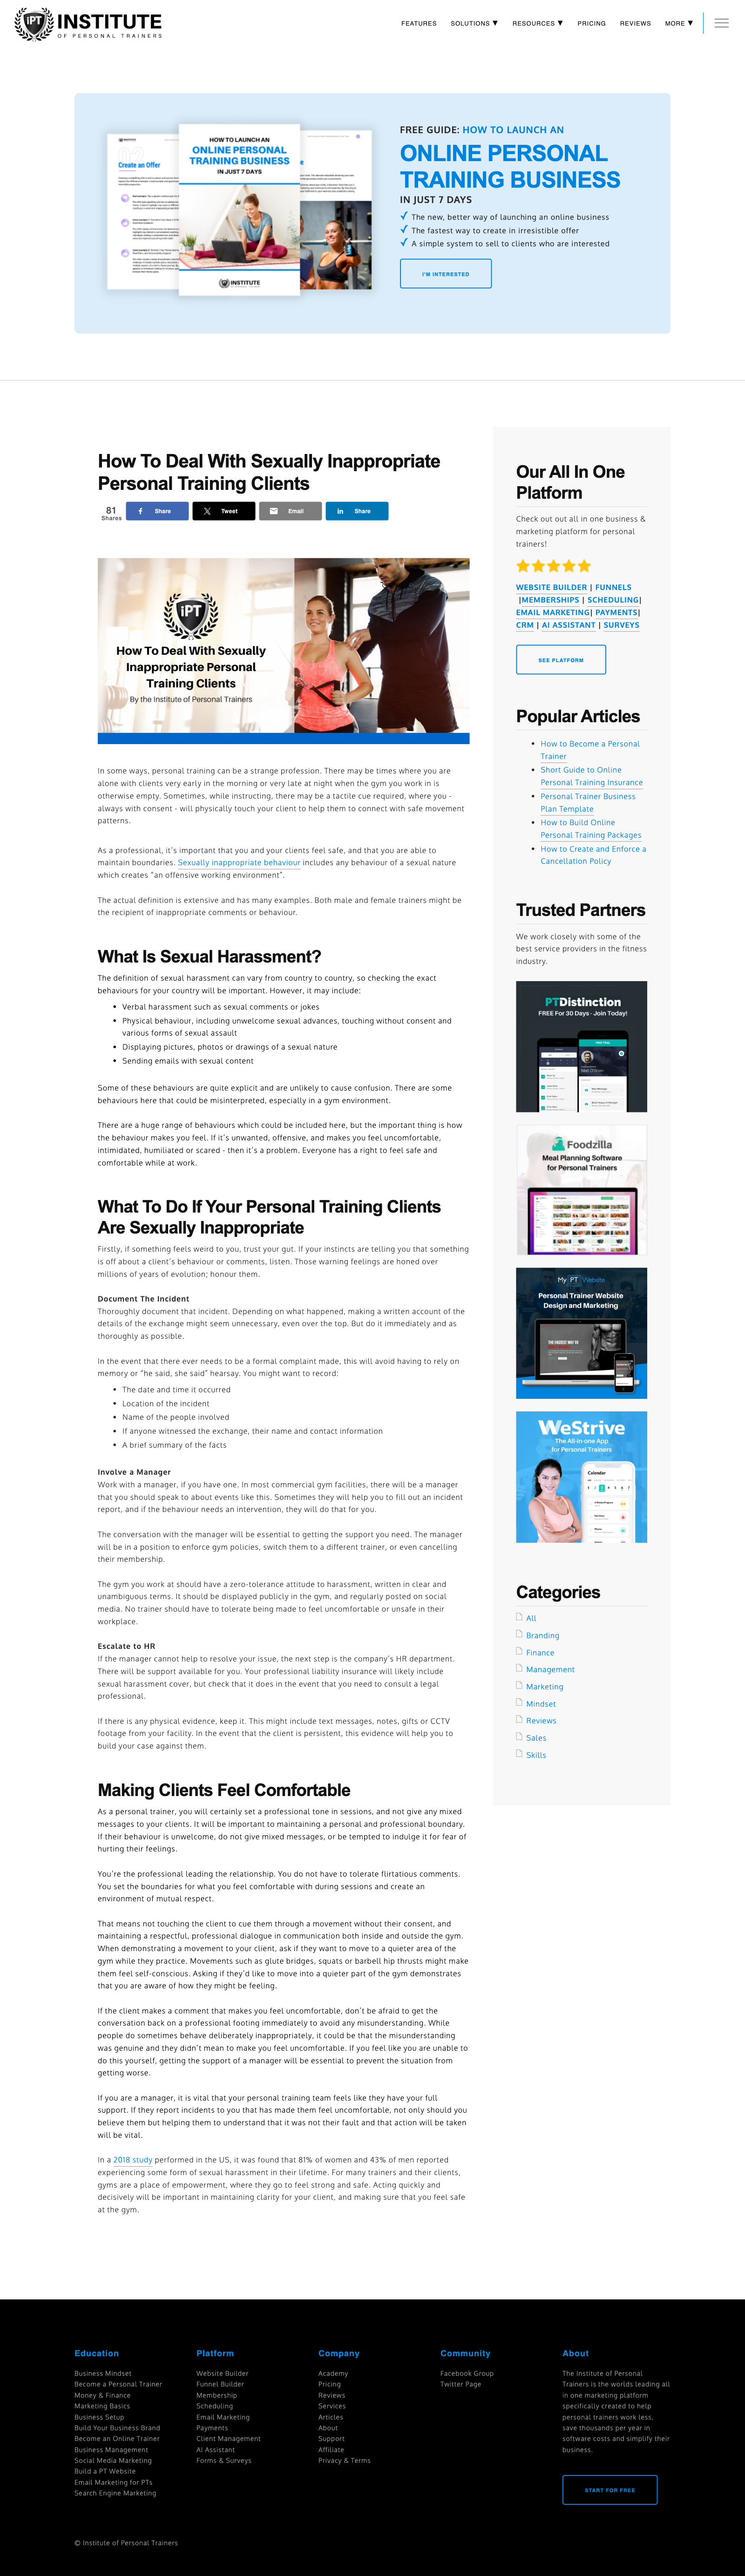 iPT INSTITUTE
OF PERSONAL TRAINERS
FEATURES
SOLUTIONS ▼
RESOURCES ▼
PRICING
REVIEWS
MORE ▼
Create an Offer
HOW TO LAUNCH AN
ONLINE PERSONAL
TRAINING BUSINESS
IN JUST 7 DAYS
INSTITUTE
FREE GUIDE: HOW TO LAUNCH AN
ONLINE PERSONAL
TRAINING BUSINESS
IN JUST 7 DAYS
The new, better way of launching an online business
The fastest way to create in irresistible offer
A simple system to sell to clients who are interested
I'M INTERESTED
How To Deal With Sexually Inappropriate
Personal Training Clients
81
Shares
Share
Tweet
Email
Share
iPT
How To Deal With Sexually
Inappropriate Personal
Training Clients
By the Institute of Personal Trainers
In some ways, personal training can be a strange profession. There may be times where you are
alone with clients very early in the morning or very late at night when the gym you work in is
otherwise empty. Sometimes, while instructing, there may be a tactile cue required, where you -
always with consent - will physically touch your client to help them to connect with safe movement
patterns.
As a professional, it's important that you and your clients feel safe, and that you are able to
maintain boundaries. Sexually inappropriate behaviour includes any behaviour of a sexual nature
which creates "an offensive working environment".
The actual definition is extensive and has many examples. Both male and female trainers might be
the recipient of inappropriate comments or behaviour.
What Is Sexual Harassment?
The definition of sexual harassment can vary from country to country, so checking the exact
behaviours for your country will be important. However, it may include:
• Verbal harassment such as sexual comments or jokes
• Physical behaviour, including unwelcome sexual advances, touching without consent and
various forms of sexual assault
• Displaying pictures, photos or drawings of a sexual nature
• Sending emails with sexual content
Some of these behaviours are quite explicit and are unlikely to cause confusion. There are some
behaviours here that could be misinterpreted, especially in a gym environment.
There are a huge range of behaviours which could be included here, but the important thing is how
the behaviour makes you feel. If it's unwanted, offensive, and makes you feel uncomfortable,
intimidated, humiliated or scared - then it's a problem. Everyone has a right to feel safe and
comfortable while at work.
What To Do If Your Personal Training Clients
Are Sexually Inappropriate
Firstly, if something feels weird to you, trust your gut. If your instincts are telling you that something
is off about a client's behaviour or comments, listen. Those warning feelings are honed over
millions of years of evolution; honour them.
Document The Incident
Thoroughly document that incident. Depending on what happened, making a written account of the
details of the exchange might seem unnecessary, even over the top. But do it immediately and as
thoroughly as possible.
In the event that there ever needs to be a formal complaint made, this will avoid having to rely on
memory or "he said, she said" hearsay. You might want to record:
• The date and time it occurred
• Location of the incident
• Name of the people involved
• If anyone witnessed the exchange, their name and contact information
• A brief summary of the facts
Involve a Manager
Work with a manager, if you have one. In most commercial gym facilities, there will be a manager
that you should speak to about events like this. Sometimes they will help you to fill out an incident
report, and if the behaviour needs an intervention, they will do that for you.
The conversation with the manager will be essential to getting the support you need. The manager
will be in a position to enforce gym policies, switch them to a different trainer, or even cancelling
their membership.
The gym you work at should have a zero-tolerance attitude to harassment, written in clear and
unambiguous terms. It should be displayed publicly in the gym, and regularly posted on social
media. No trainer should have to tolerate being made to feel uncomfortable or unsafe in their
workplace.
Escalate to HR
If the manager cannot help to resolve your issue, the next step is the company's HR department.
There will be support available for you. Your professional liability insurance will likely include
sexual harassment cover, but check that it does in the event that you need to consult a legal
professional.
If there is any physical evidence, keep it. This might include text messages, notes, gifts or CCTV
footage from your facility. In the event that the client is persistent, this evidence will help you to
build your case against them.
Making Clients Feel Comfortable
As a personal trainer, you will certainly set a professional tone in sessions, and not give any mixed
messages to your clients. It will be important to maintaining a personal and professional boundary.
If their behaviour is unwelcome, do not give mixed messages, or be tempted to indulge it for fear of
hurting their feelings.
You're the professional leading the relationship. You do not have to tolerate flirtatious comments.
You set the boundaries for what you feel comfortable with during sessions and create an
environment of mutual respect.
That means not touching the client to cue them through a movement without their consent, and
maintaining a respectful, professional dialogue in communication both inside and outside the gym.
When demonstrating a movement to your client, ask if they want to move to a quieter area of the
gym while they practice. Movements such as glute bridges, squats or barbell hip thrusts might make
them feel self-conscious. Asking if they'd like to move into a quieter part of the gym demonstrates
that you are aware of how they might be feeling.
If the client makes a comment that makes you feel uncomfortable, don't be afraid to get the
conversation back on a professional footing immediately to avoid any misunderstanding. While
people do sometimes behave deliberately inappropriately, it could be that the misunderstanding
was genuine and they didn't mean to make you feel uncomfortable. If you feel like you are unable to
do this yourself, getting the support of a manager will be essential to prevent the situation from
getting worse.
If you are a manager, it is vital that your personal training team feels like they have your full
support. If they report incidents to you that has made them feel uncomfortable, not only should you
believe them but helping them to understand that it was not their fault and that action will be taken
will be vital.
In a 2018 study performed in the US, it was found that 81% of women and 43% of men reported
experiencing some form of sexual harassment in their lifetime. For many trainers and their clients,
gyms are a place of empowerment, where they go to feel strong and safe. Acting quickly and
decisively will be important in maintaining clarity for your client, and making sure that you feel safe
at the gym.
Our All In One
Platform
Check out out all in one business &
marketing platform for personal
trainers!
WEBSITE BUILDER | FUNNELS
|MEMBERSHIPS | SCHEDULING|
EMAIL MARKETING| PAYMENTS|
CRM | AI ASSISTANT | SURVEYS
SEE PLATFORM
Popular Articles
• How to Become a Personal
Trainer
• Short Guide to Online
Personal Training Insurance
• Personal Trainer Business
Plan Template
• How to Build Online
Personal Training Packages
• How to Create and Enforce a
Cancellation Policy
Trusted Partners
We work closely with some of the
best service providers in the fitness
industry.
PTDistinction
FREE For 30 Days - Join Today!
Foodzilla
Meal Planning Software
for Personal Trainers
My PT Website
Personal Trainer Website
Design and Marketing
WeStrive
The All-in-one App
for Personal Trainers
Calendar
Categories
All
Branding
Finance
Management
Marketing
Mindset
Reviews
Sales
Skills
Education
Business Mindset
Become a Personal Trainer
Money & Finance
Marketing Basics
Business Setup
Build Your Business Brand
Become an Online Trainer
Business Management
Social Media Marketing
Build a PT Website
Email Marketing for PTs
Search Engine Marketing
Platform
Website Builder
Funnel Builder
Membership
Scheduling
Email Marketing
Payments
Client Management
AI Assistant
Forms & Surveys
Company
Academy
Pricing
Reviews
Services
Articles
About
Support
Affiliate
Privacy & Terms
Community
Facebook Group
Twitter Page
About
The Institute of Personal
Trainers is the worlds leading all
in one marketing platform
specifically created to help
personal trainers work less,
save thousands per year in
software costs and simplify their
business.
START FOR FREE
© Institute of Personal Trainers